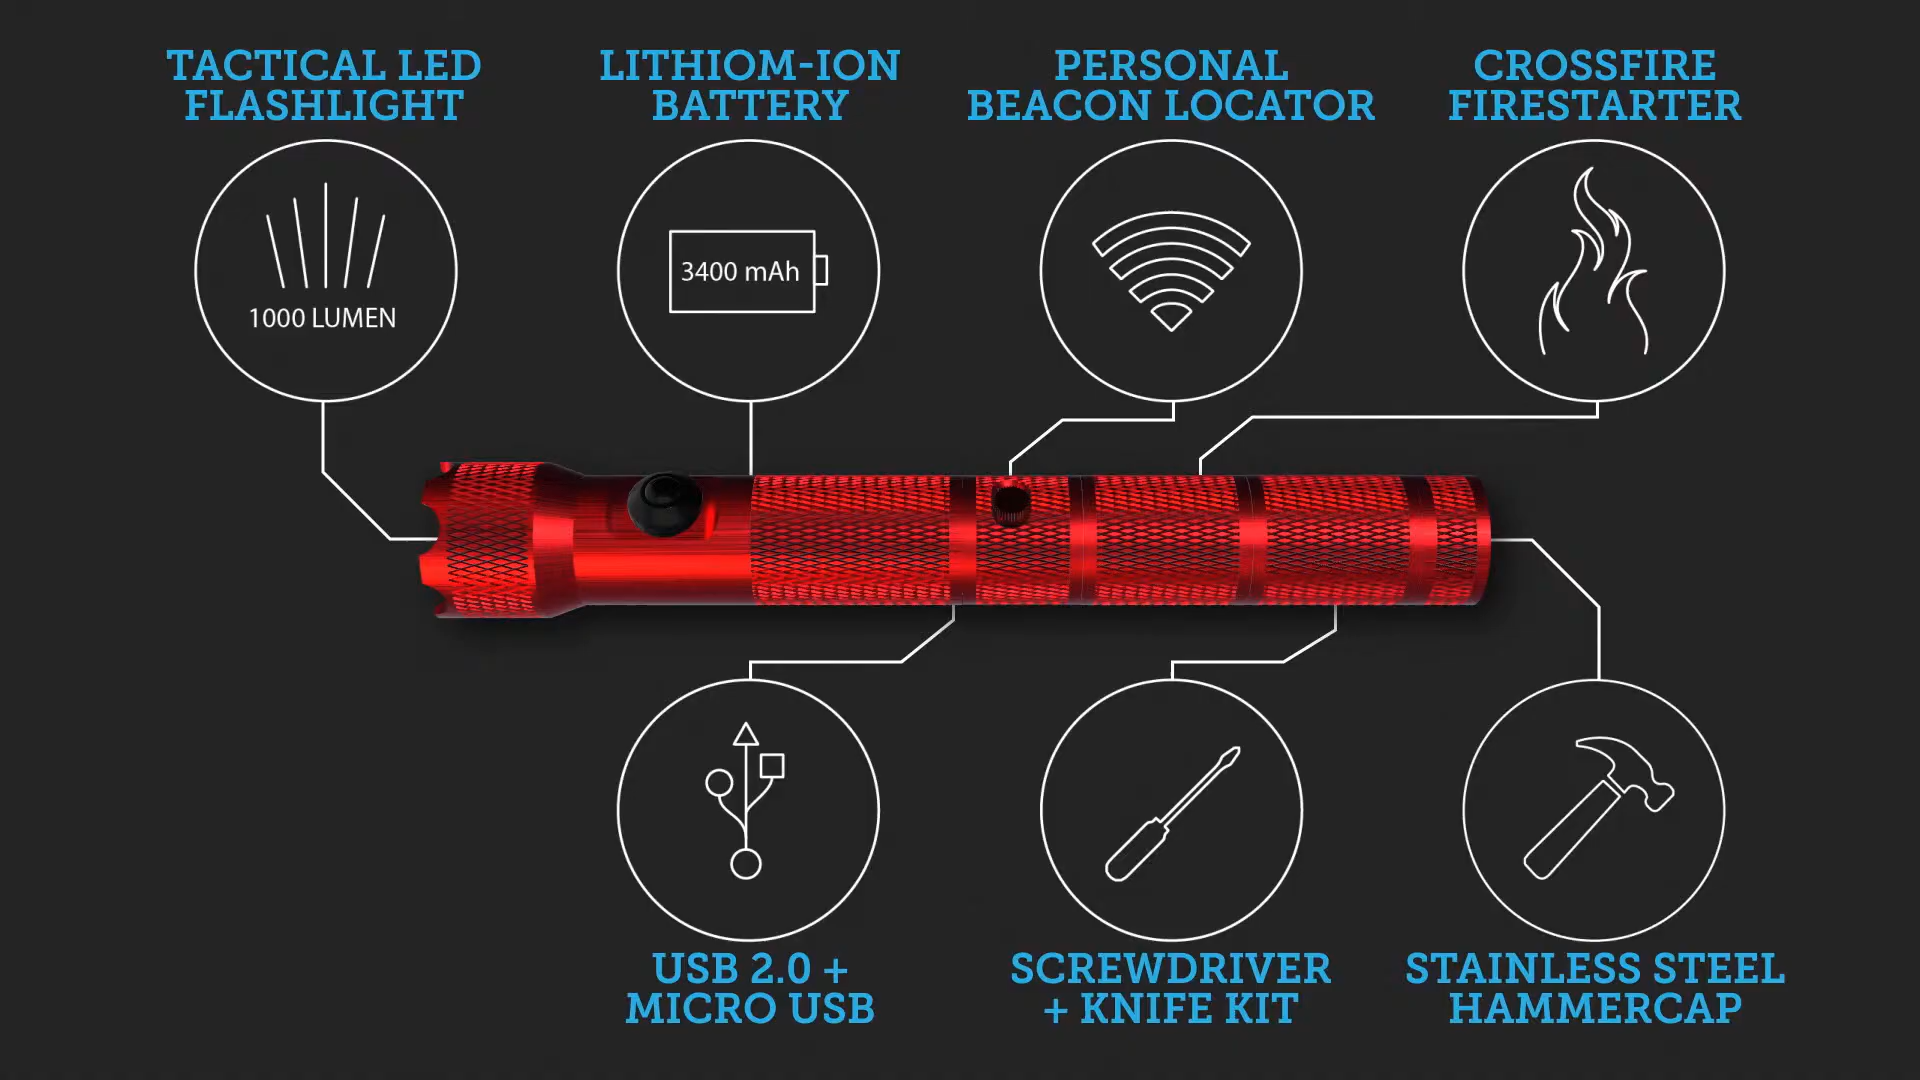 TACTICAL LED
FLASHLIGHT
LITHIOM-ION
BATTERY
PERSONAL
BEACON LOCATOR
CROSSFIRE
FIRESTARTER
1000 LUMEN
3400 mAh
USB 2.0 +
MICRO USB
SCREWDRIVER
+ KNIFE KIT
STAINLESS STEEL
HAMMERCAP